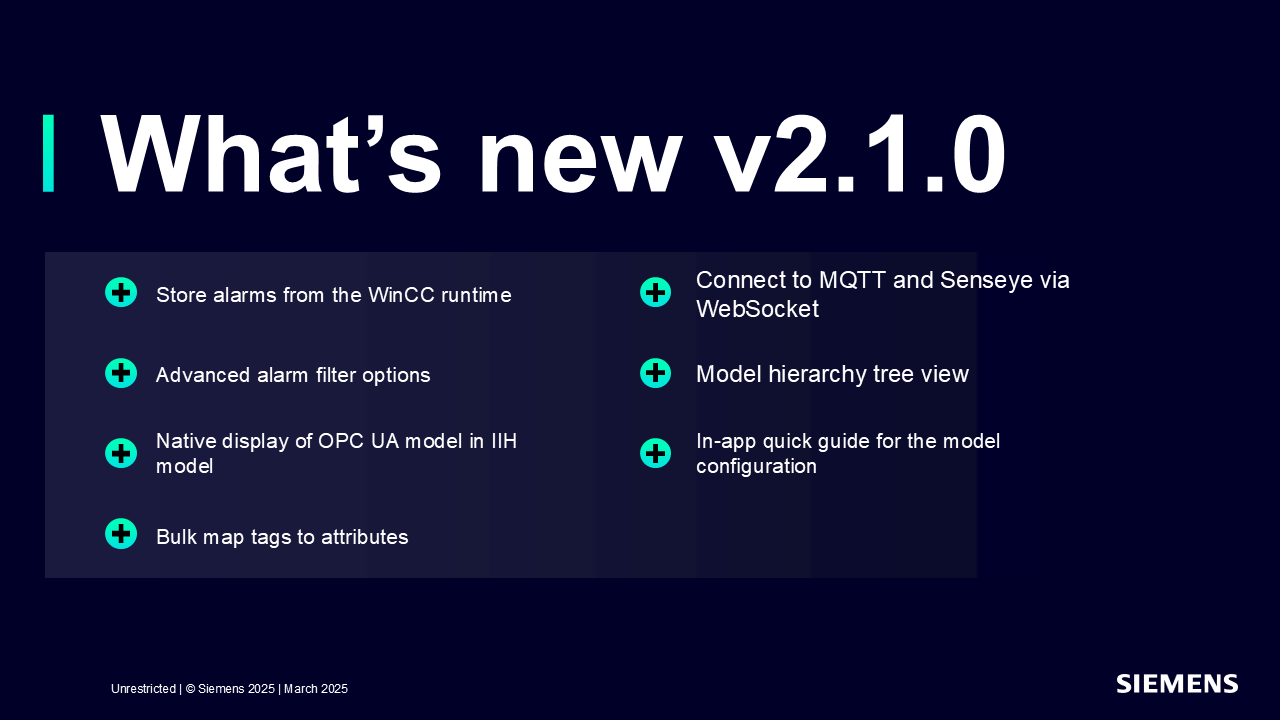 What’s new v2.1.0
Store alarms from the WinCC runtime
Advanced alarm filter options
Native display of OPC UA model in IIH
model
Bulk map tags to attributes
Connect to MQTT and Senseye via
WebSocket
Model hierarchy tree view
In-app quick guide for the model
configuration
Unrestricted | © Siemens 2025 | March 2025
SIEMENS